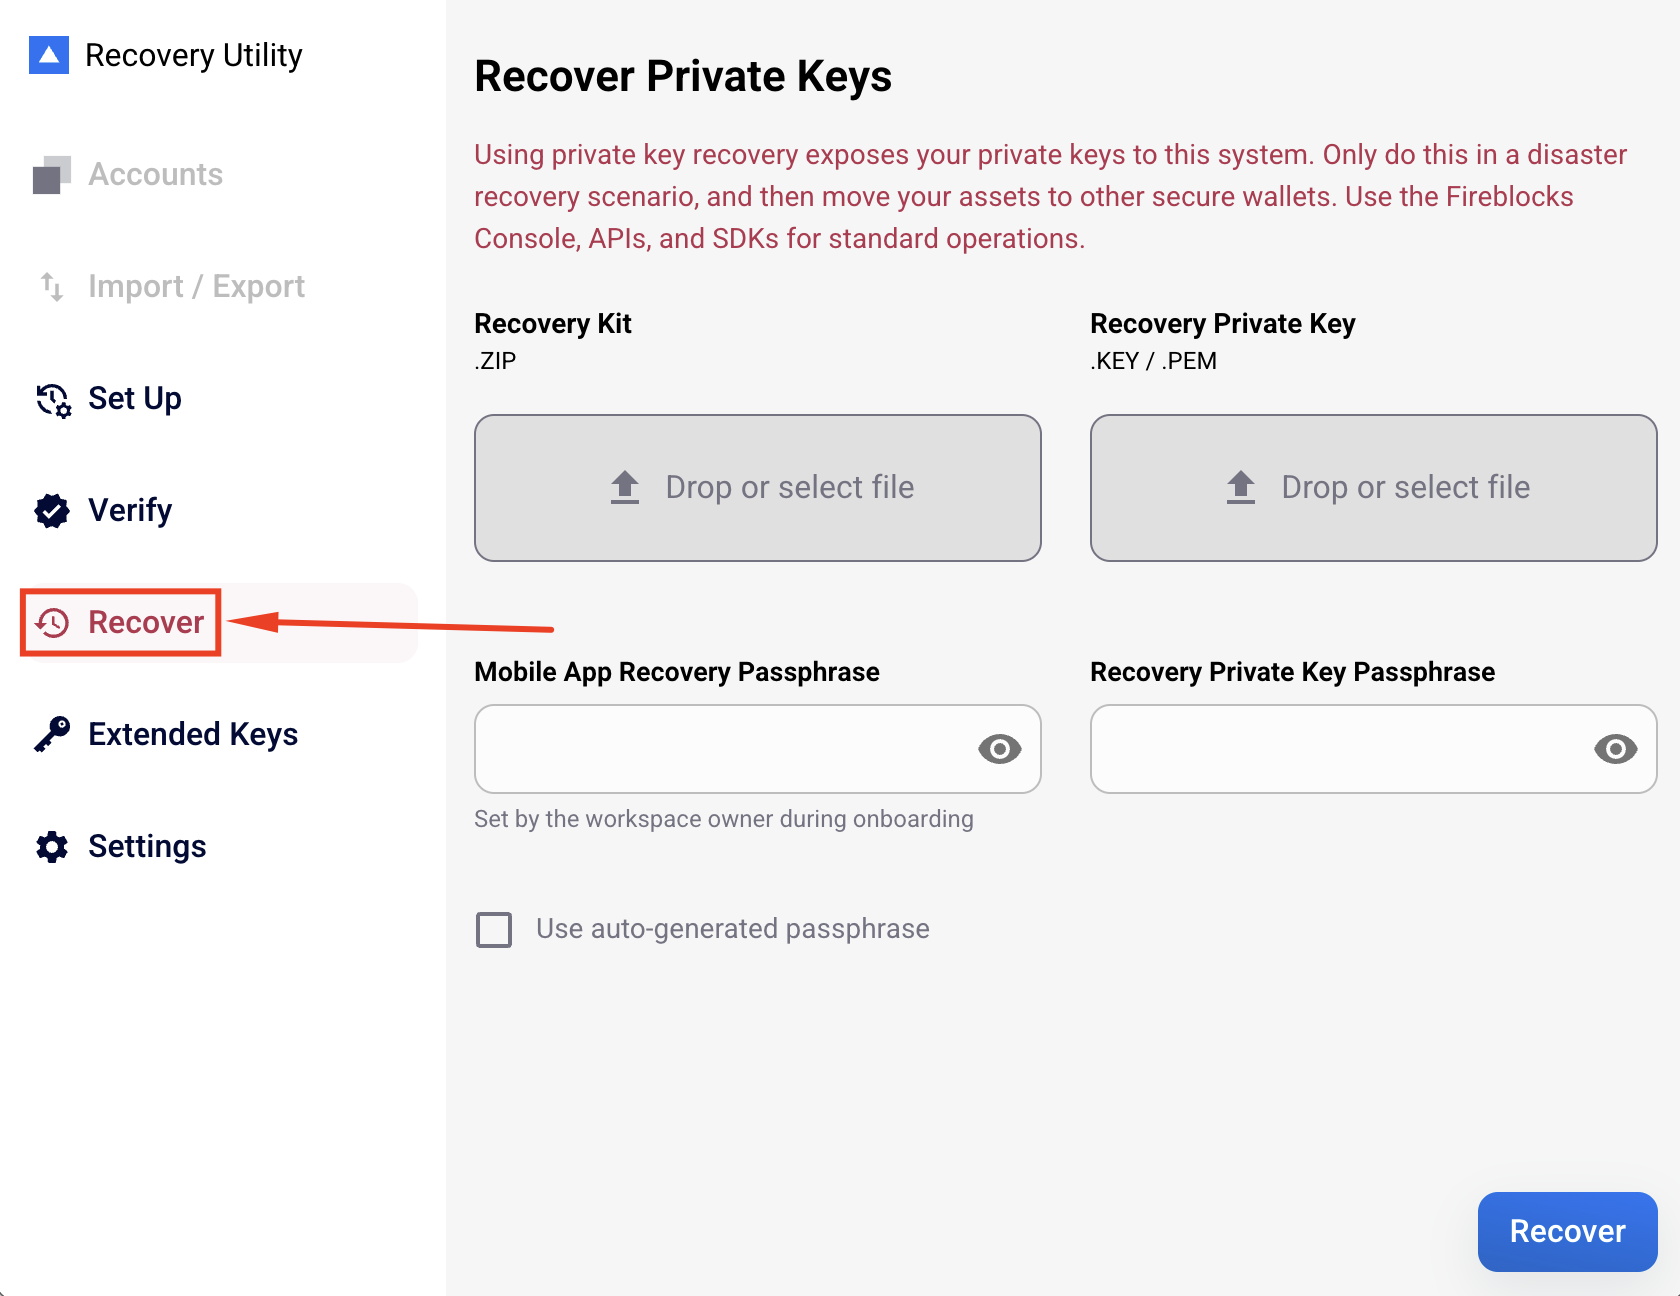 Recovery Utility
Accounts
Import / Export
Set Up
Verify
Recover
Extended Keys
Settings
Recover Private Keys
Using private key recovery exposes your private keys to this system. Only do this in a disaster
recovery scenario, and then move your assets to other secure wallets. Use the Fireblocks
Console, APIs, and SDKs for standard operations.
Recovery Kit
.ZIP
Drop or select file
Recovery Private Key
.KEY / .PEM
Drop or select file
Mobile App Recovery Passphrase
Set by the workspace owner during onboarding
Recovery Private Key Passphrase
Use auto-generated passphrase
Recover